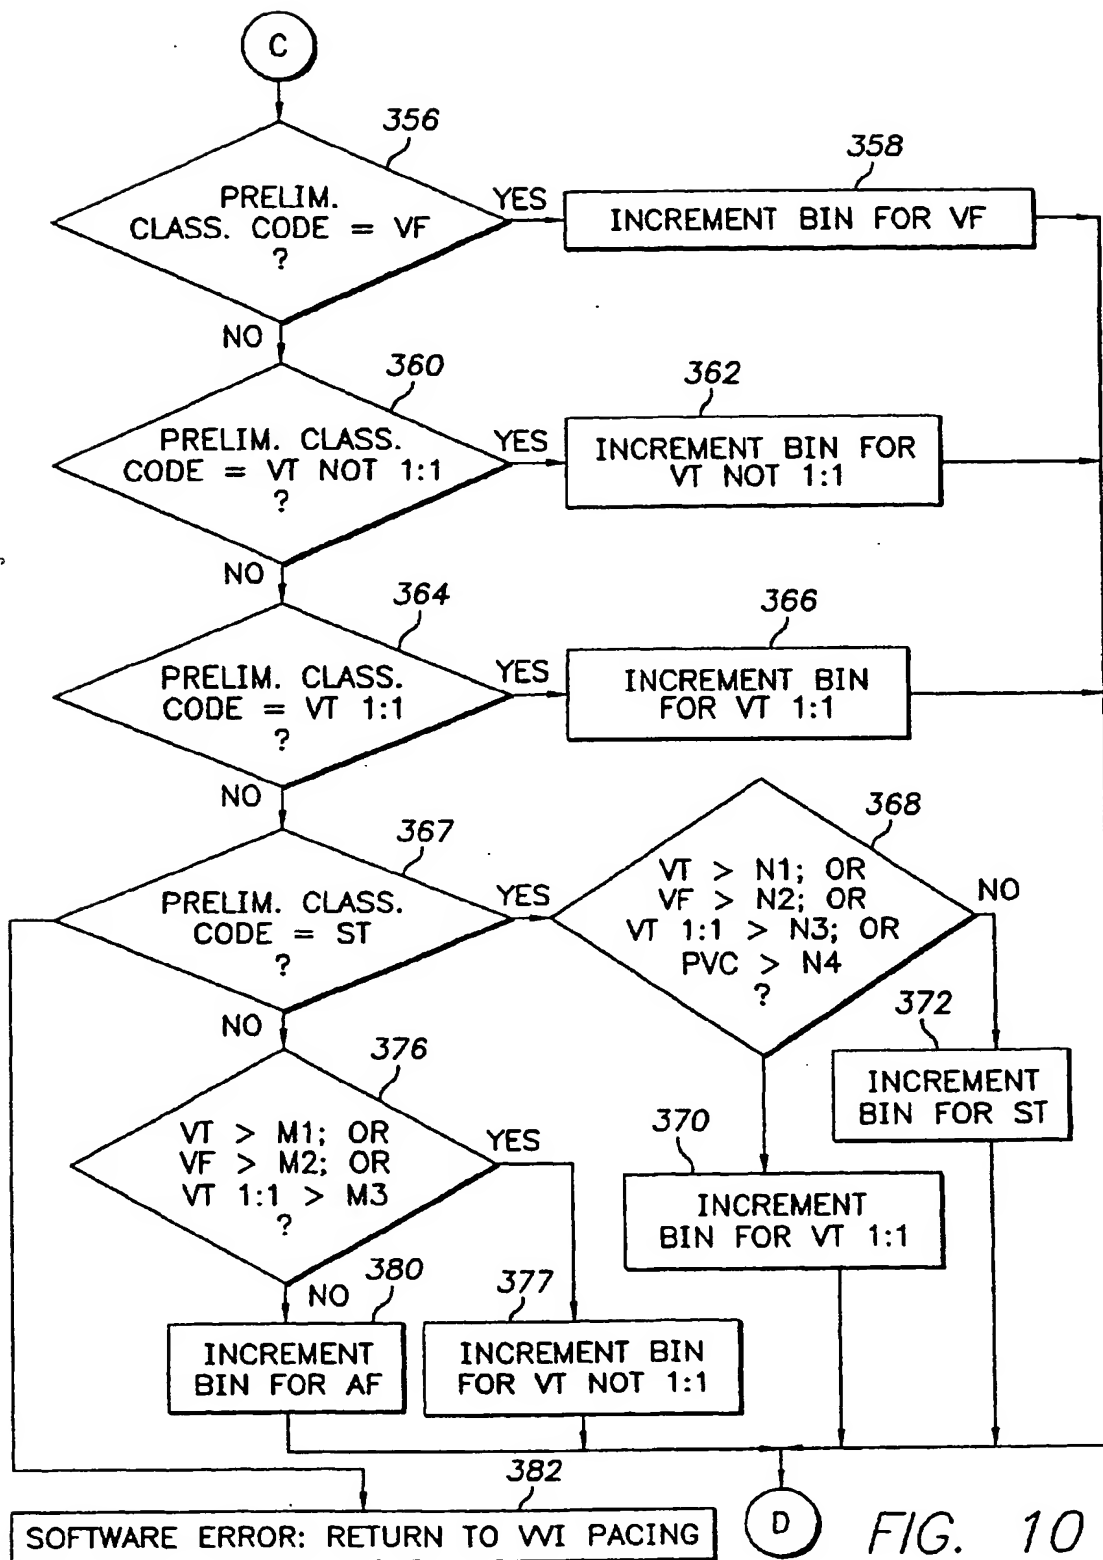 C
356
PRELIM.
CLASS. CODE = VF
?
YES
358
INCREMENT BIN FOR VF
NO
360
PRELIM. CLASS.
CODE = VT NOT 1:1
?
YES
362
INCREMENT BIN FOR
VT NOT 1:1
NO
364
PRELIM. CLASS.
CODE = VT 1:1
?
YES
366
INCREMENT BIN
FOR VT 1:1
NO
367
PRELIM. CLASS.
CODE = ST
?
YES
368
VT > N1; OR
VF > N2; OR
VT 1:1 > N3; OR
PVC > N4
?
NO
372
INCREMENT
BIN FOR ST
370
INCREMENT
BIN FOR VT 1:1
NO
376
VT > M1; OR
VF > M2; OR
VT 1:1 > M3
?
YES
377
INCREMENT BIN
FOR VT NOT 1:1
NO
380
INCREMENT
BIN FOR AF
382
SOFTWARE ERROR: RETURN TO VVI PACING
D
FIG. 10